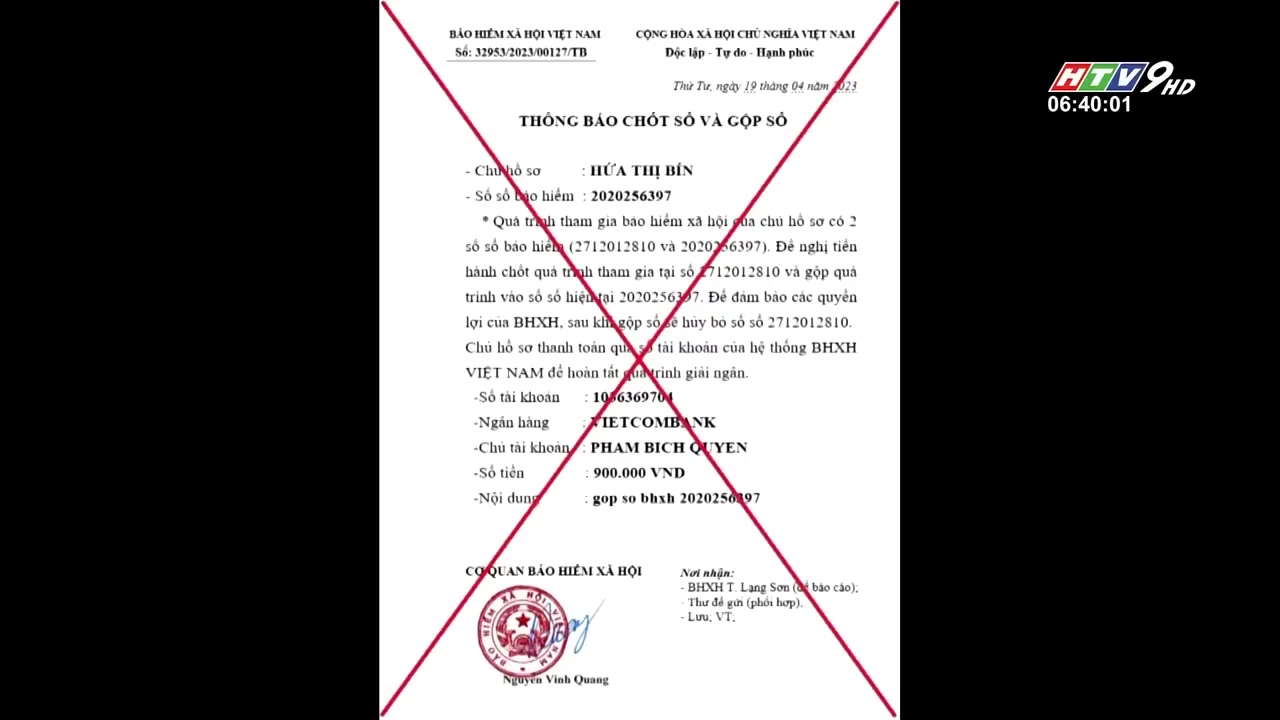 BẢO HIỂM XÃ HỘI VIỆT NAM
Số: 32953/2023/00127/TB
CỘNG HÒA XÃ HỘI CHỦ NGHĨA VIỆT NAM
Độc lập - Tự do - Hạnh phúc
Thứ Tư, ngày 19 tháng 04 năm 2023
HTV9 HD
06:40:01
THÔNG BÁO CHỐT SỔ VÀ GỘP SỔ
- Chủ hồ sơ : HỨA THỊ BÍN
- Số sổ bảo hiểm : 2020256397
* Quá trình tham gia bảo hiểm xã hội của chủ hồ sơ có 2
số sổ bảo hiểm (2712012810 và 2020256397). Đề nghị tiến
hành chốt quá trình tham gia tại số 2712012810 và gộp quá
trình vào sổ số hiện tại 2020256397. Để đảm bảo các quyền
lợi của BHXH, sau khi gộp sổ sẽ hủy bỏ sổ số 2712012810.
Chủ hồ sơ thanh toán qua số tài khoản của hệ thống BHXH
VIỆT NAM để hoàn tất quá trình giải ngân.
-Số tài khoản : 1036369704
-Ngân hàng : VIETCOMBANK
-Chủ tài khoản : PHAM BICH QUYEN
-Số tiền : 900.000 VND
-Nội dung : gop so bhxh 2020256397
CƠ QUAN BẢO HIỂM XÃ HỘI
BẢO HIỂM XÃ HỘI VIỆT NAM
Nguyễn Vinh Quang
Nơi nhận:
- BHXH T. Lạng Sơn (để báo cáo);
- Thư để gửi (phối hợp);
- Lưu; VT;